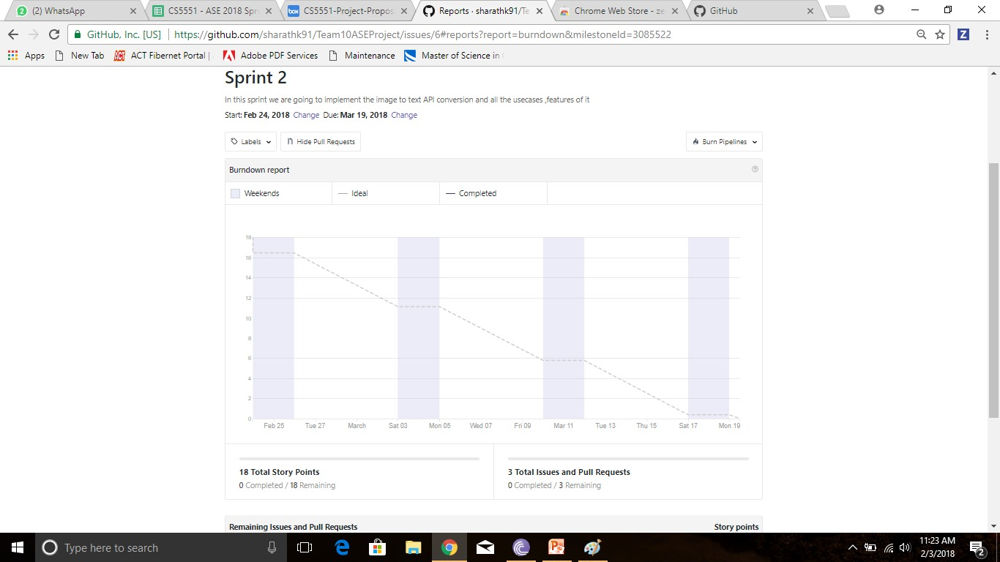 (2) WhatsApp
CS5551 - ASE 2018 Spri
CS5551-Project-Propos
Reports · sharathk91/Te
Chrome Web Store - ze
GitHub
GitHub, Inc. [US] https://github.com/sharathk91/Team10ASEProject/issues/6#reports?report=burndown&milestoneId=3085522
Apps New Tab ACT ACT Fibernet Portal | Adobe PDF Services Maintenance Master of Science in
Sprint 2
In this sprint we are going to implement the image to text API conversion and all the usecases ,features of it
Start: Feb 24, 2018 Change Due: Mar 19, 2018 Change
Labels Hide Pull Requests Burn Pipelines
Burndown report
Weekends Ideal Completed
18
16
14
12
10
8
6
4
2
0
Feb 25 Tue 27 March Sat 03 Mon 05 Wed 07 Fri 09 Mar 11 Tue 13 Thu 15 Sat 17 Mon 19
18 Total Story Points
0 Completed / 18 Remaining
3 Total Issues and Pull Requests
0 Completed / 3 Remaining
Remaining Issues and Pull Requests Story points
Type here to search
11:23 AM
2/3/2018
2